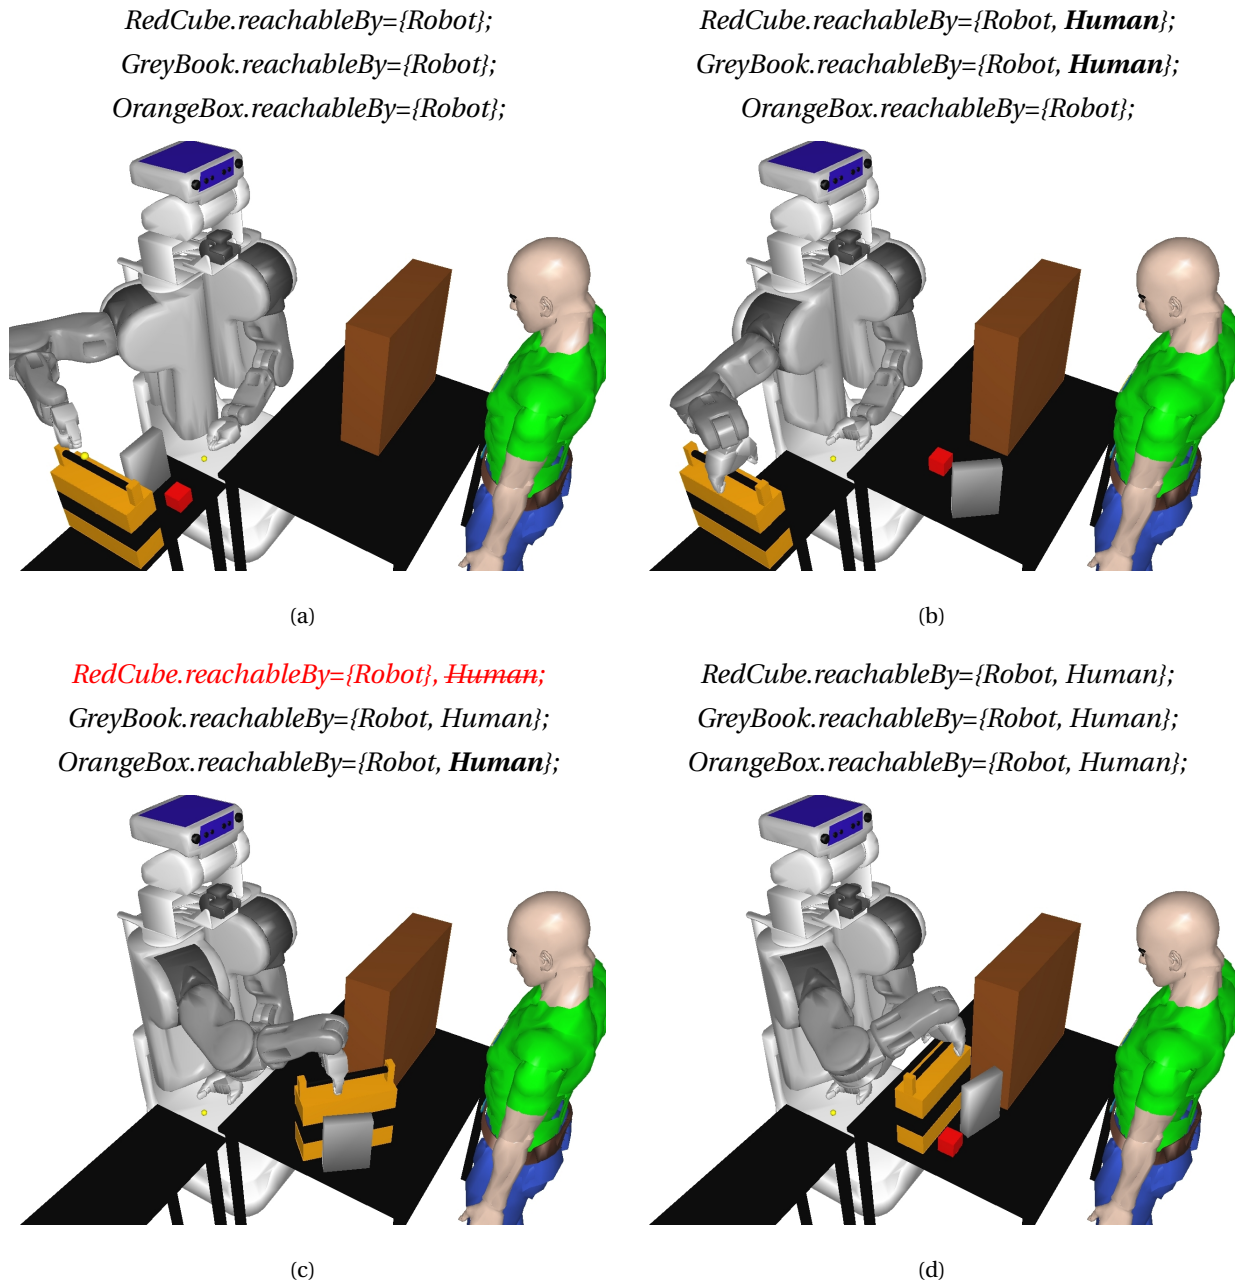 RedCube.reachableBy={Robot};
GreyBook.reachableBy={Robot};
OrangeBox.reachableBy={Robot};
(a)
RedCube.reachableBy={Robot, Human};
GreyBook.reachableBy={Robot, Human};
OrangeBox.reachableBy={Robot};
(b)
RedCube.reachableBy={Robot}, Human;
GreyBook.reachableBy={Robot, Human};
OrangeBox.reachableBy={Robot, Human};
(c)
RedCube.reachableBy={Robot, Human};
GreyBook.reachableBy={Robot, Human};
OrangeBox.reachableBy={Robot, Human};
(d)